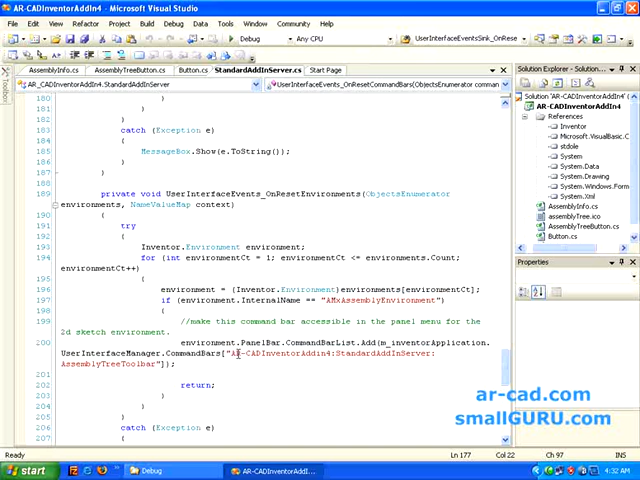 AR-CADInventorAddIn4 - Microsoft Visual Studio
File Edit View Refactor Project Build Debug Data Tools Window Community Help
Debug Any CPU UserInterfaceEventsSink_OnRese
AssemblyInfo.cs AssemblyTreeButton.cs Button.cs StandardAddInServer.cs Start Page
AR_CADInventorAddIn4.StandardAddInServer UserInterfaceEvents_OnResetCommandBars(ObjectsEnumerator comman
Toolbox
180 }
181 }
182 }
183 catch (Exception e)
184 {
185 MessageBox.Show(e.ToString());
186 }
187 }
188
189 private void UserInterfaceEvents_OnResetEnvironments(ObjectsEnumerator
environments, NameValueMap context)
190 {
191 try
192 {
193 Inventor.Environment environment;
194 for (int environmentCt = 1; environmentCt <= environments.Count;
environmentCt++)
195 {
196 environment = (Inventor.Environment)environments[environmentCt];
197 if (environment.InternalName == "AMxAssemblyEnvironment")
198 {
199 //make this command bar accessible in the panel menu for the
2d sketch environment.
200 environment.PanelBar.CommandBarList.Add(m_inventorApplication.
UserInterfaceManager.CommandBars["AR-CADInventorAddin4:StandardAddInServer:
AssemblyTreeToolbar"]);
201
202 return;
203 }
204 }
205 }
206 catch (Exception e)
207 {
Solution Explorer - Solution...
Solution 'AR-CADInventorAddIn4' (
AR-CADInventorAddIn4
References
Inventor
Microsoft.VisualBasic.C
stdole
System
System.Data
System.Drawing
System.Windows.Form
System.Xml
AssemblyInfo.cs
assemblyTree.ico
AssemblyTreeButton.cs
Button.cs
Properties
ar-cad.com
smallGURU.com
Ready Ln 177 Col 22 Ch 97 INS
start Debug AR-CADInventorAddI... 4:32 AM